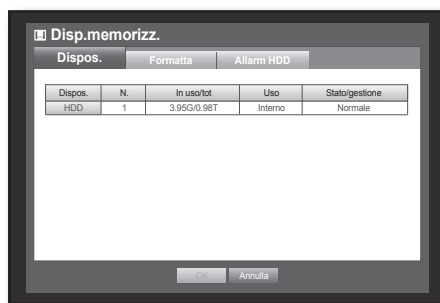 Disp.memorizz.
Dispos. Formatta Allarm HDD
Dispos. N. In uso/tot Uso Stato/gestione
HDD 1 3.95G/0.98T Interno Normale
OK Annulla